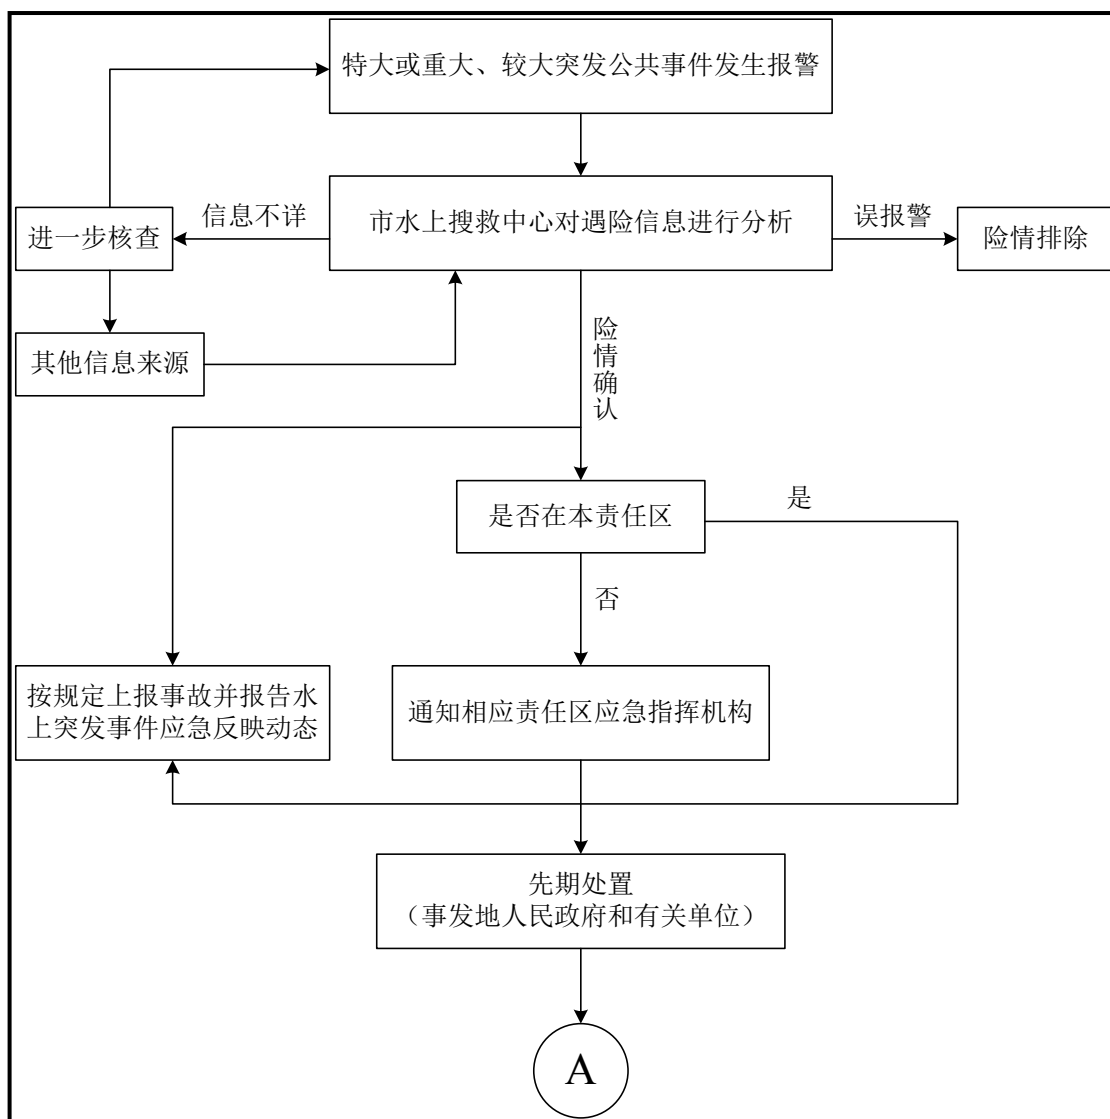 特大或重大、较大突发公共事件发生报警
信息不详
市水上搜救中心对遇险信息进行分析
误报警
进一步核查
险情排除
其他信息来源
险情确认
是否在本责任区
是
否
按规定上报事故并报告水
上突发事件应急反映动态
通知相应责任区应急指挥机构
先期处置
（事发地人民政府和有关单位）
A